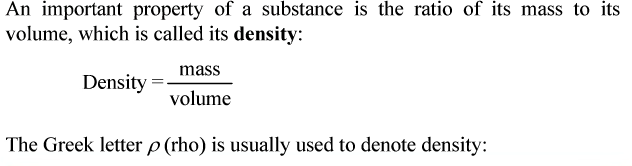 An important property of a substance is the ratio of its mass to its
volume, which is called its density:
Density = mass
volume
The Greek letter ρ (rho) is usually used to denote density: